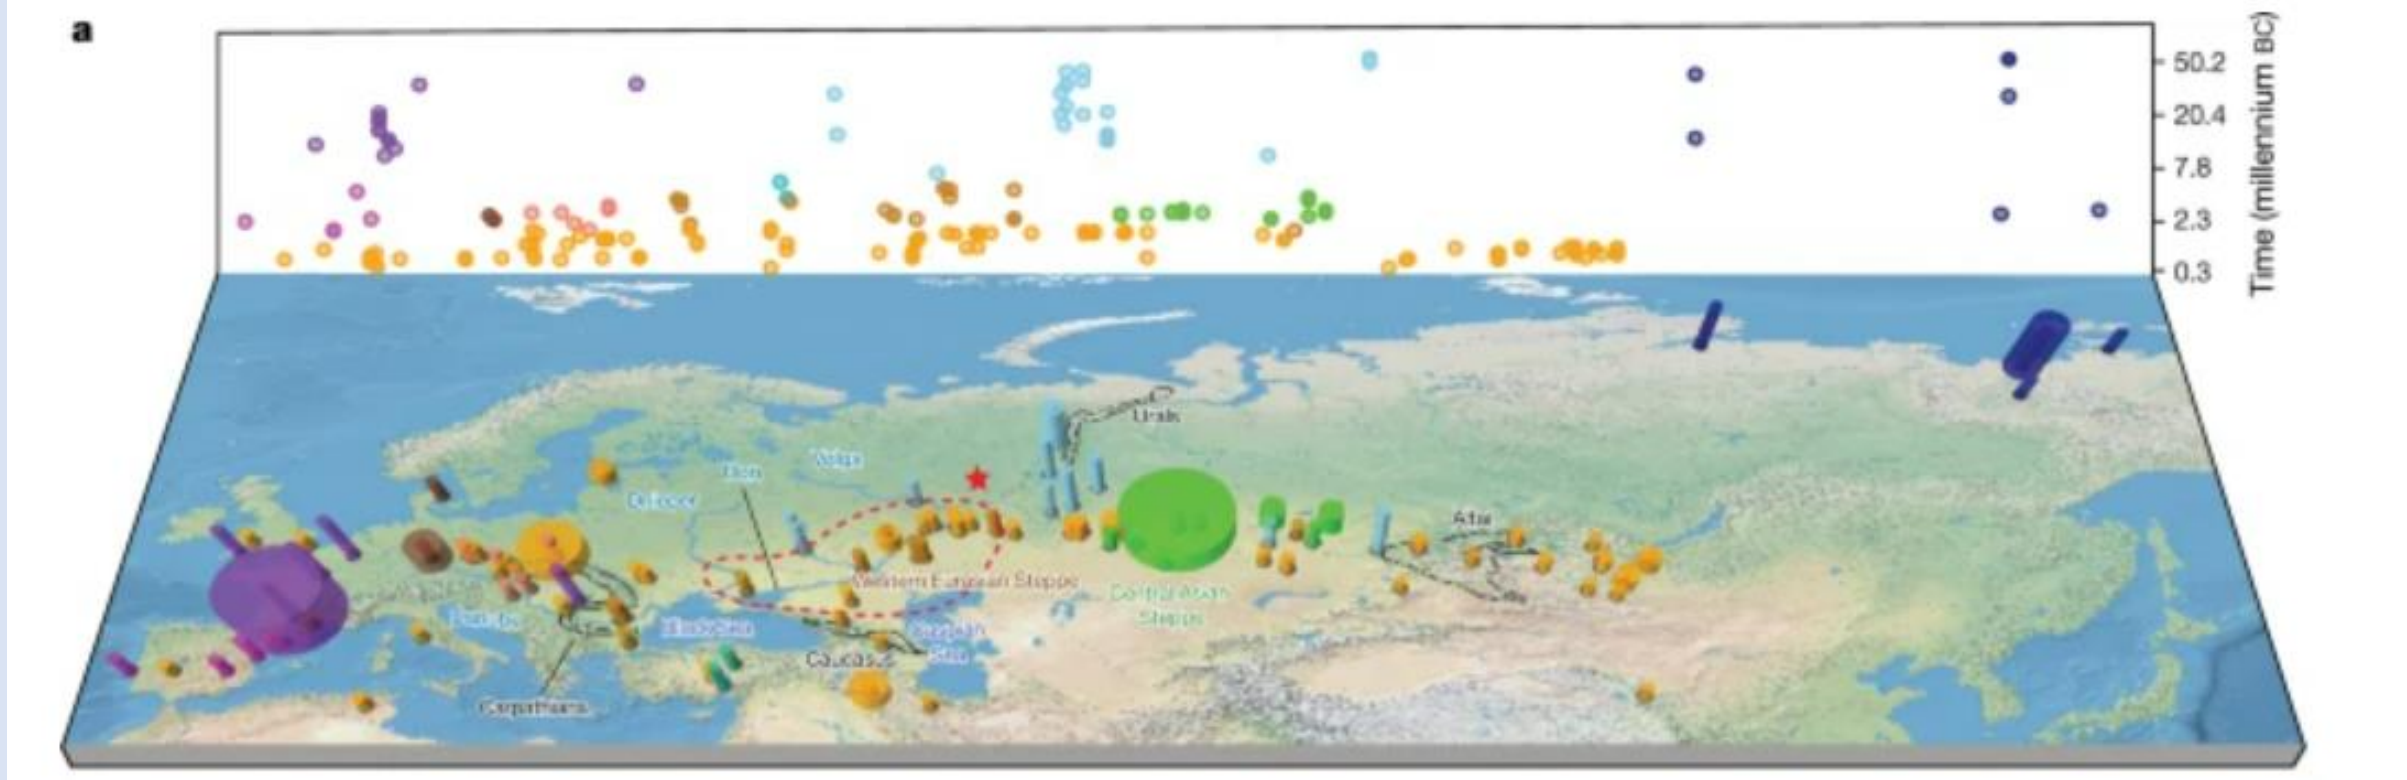 a
50.2
20.4
7.8
2.3
0.3
Time (millennium BC)
Urals
Volga
Don
Dnieper
Altai
Western Eurasian Steppe
Central Asian
Steppe
Danube
Black Sea
Caspian
Sea
Caucasus
Carpathians